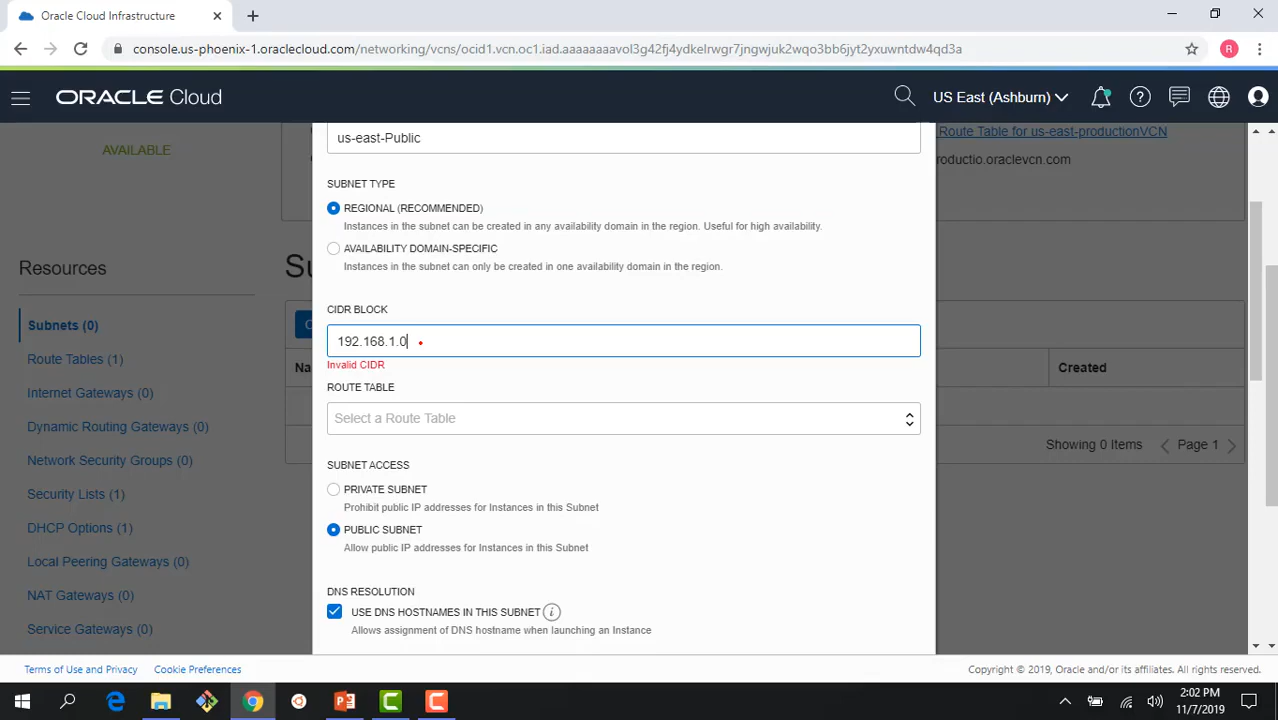 Oracle Cloud Infrastructure
console.us-phoenix-1.oraclecloud.com/networking/vcns/ocid1.vcn.oc1.iad.aaaaaaaavol3g42fj4ydkelrwgr7jngwjuk2wqo3bb6jyt2yxuwntdw4qd3a
R
ORACLE Cloud
US East (Ashburn)
AVAILABLE
us-east-Public
Route Table for us-east-productionVCN
roductio.oraclevcn.com
SUBNET TYPE
REGIONAL (RECOMMENDED)
Instances in the subnet can be created in any availability domain in the region. Useful for high availability.
AVAILABILITY DOMAIN-SPECIFIC
Instances in the subnet can only be created in one availability domain in the region.
Resources
Su
Subnets (0)
Route Tables (1)
Internet Gateways (0)
Dynamic Routing Gateways (0)
Network Security Groups (0)
Security Lists (1)
DHCP Options (1)
Local Peering Gateways (0)
NAT Gateways (0)
Service Gateways (0)
C
Na
Created
Showing 0 Items
Page 1
CIDR BLOCK
192.168.1.0
Invalid CIDR
ROUTE TABLE
Select a Route Table
SUBNET ACCESS
PRIVATE SUBNET
Prohibit public IP addresses for Instances in this Subnet
PUBLIC SUBNET
Allow public IP addresses for Instances in this Subnet
DNS RESOLUTION
USE DNS HOSTNAMES IN THIS SUBNET
Allows assignment of DNS hostname when launching an Instance
Terms of Use and Privacy
Cookie Preferences
Copyright © 2019, Oracle and/or its affiliates. All rights reserved.
2:02 PM
11/7/2019